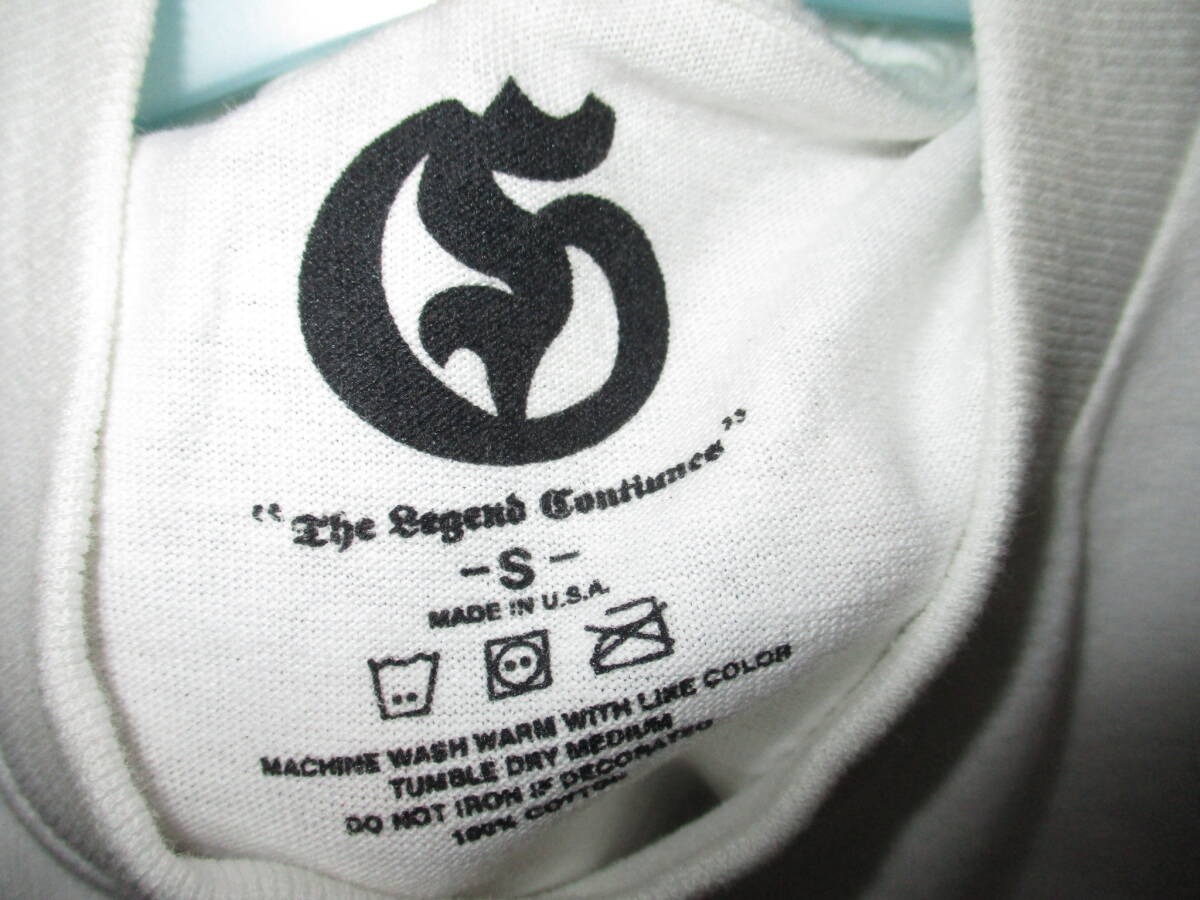 G
“The Legend Continues”
-S-
MADE IN U.S.A.
MACHINE WASH WARM WITH LIKE COLOR
TUMBLE DRY MEDIUM
DO NOT IRON IF DECORATED
100% COTTON